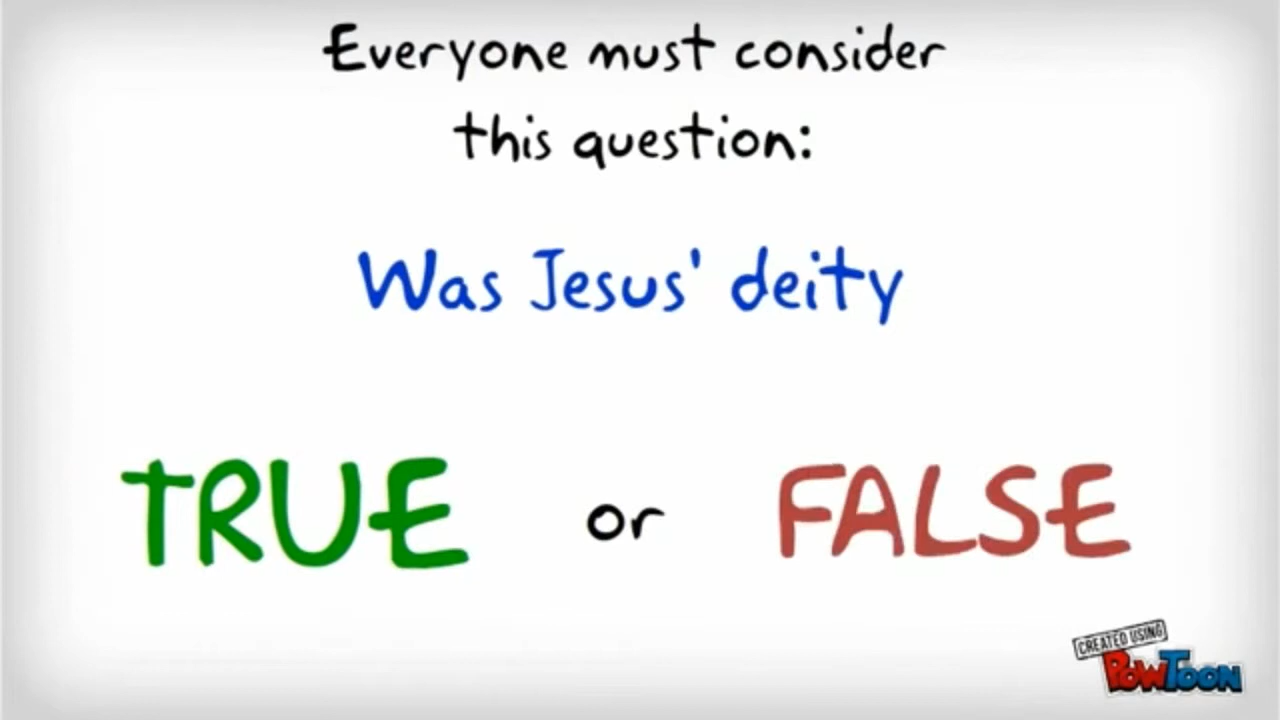 Everyone must consider
this question:
Was Jesus' deity
TRUE or FALSE
CREATED USING
POWTOON